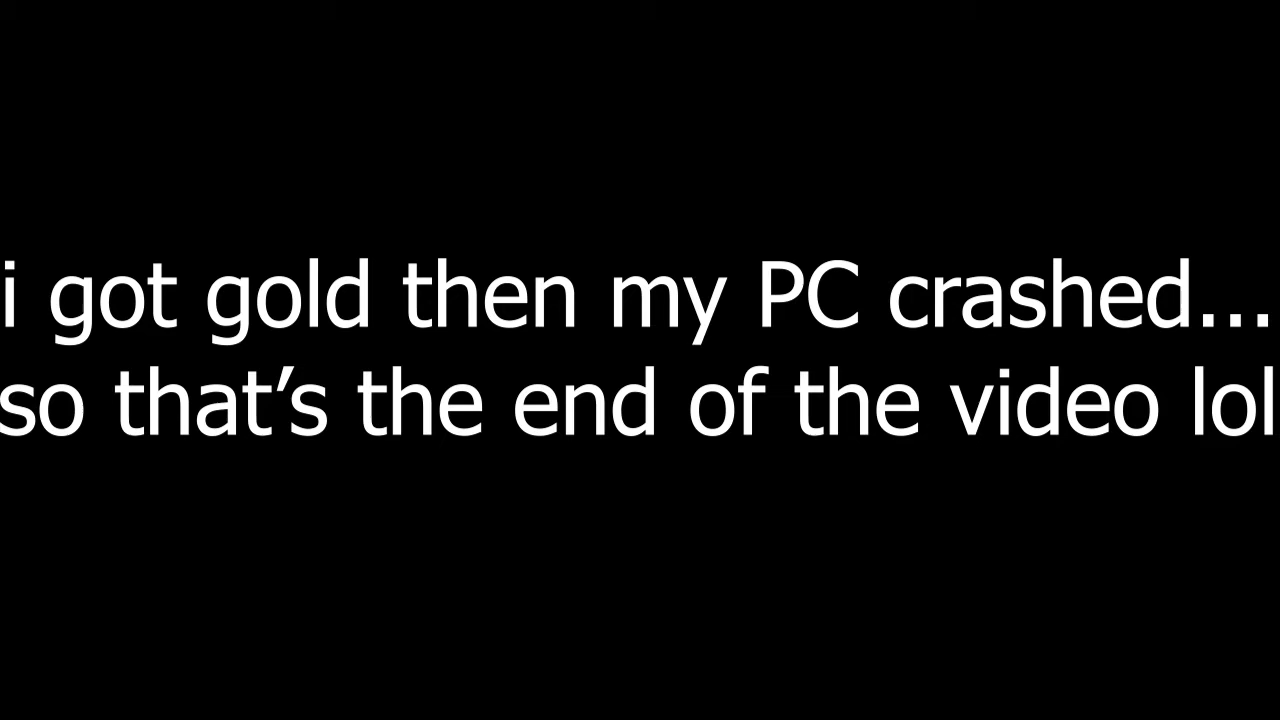 i got gold then my PC crashed...
so that’s the end of the video lol